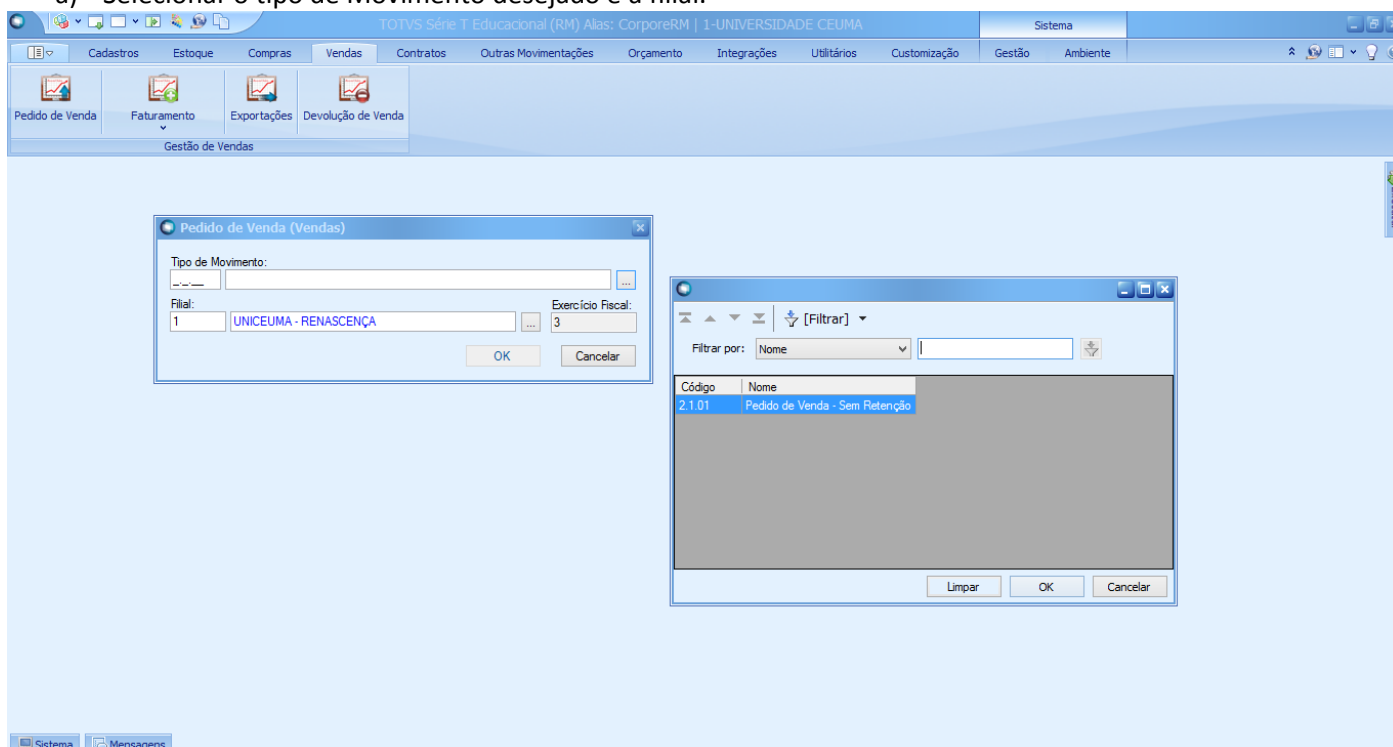 a) Selecionar o tipo de Movimento desejado e a filial.
TOTVS Série T Educacional (RM) Alias: CorporeRM | 1-UNIVERSIDADE CEUMA
Sistema
Cadastros Estoque Compras Vendas Contratos Outras Movimentações Orçamento Integrações Utilitários Customização Gestão Ambiente
Pedido de Venda Faturamento Exportações Devolução de Venda
Gestão de Vendas
Pedido de Venda (Vendas)
Tipo de Movimento:
_._.__ ...
Filial: Exercício Fiscal:
1 UNICEUMA - RENASCENÇA ... 3
OK Cancelar
[Filtrar]
Filtrar por: Nome
Código Nome
2.1.01 Pedido de Venda - Sem Retenção
Limpar OK Cancelar
Sistema Mensagens